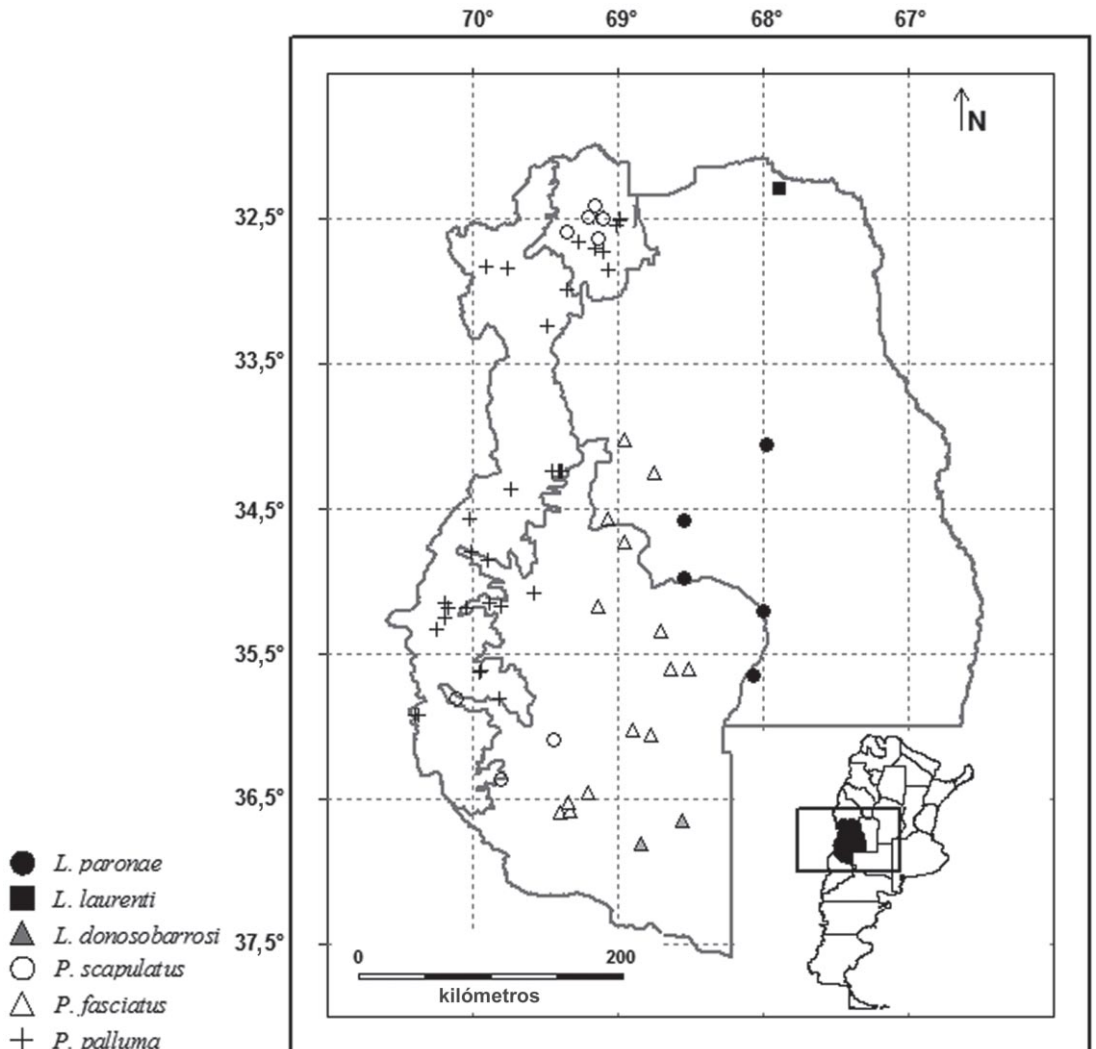 70° 69° 68° 67°
N
32,5°
33,5°
34,5°
35,5°
36,5°
37,5°
0 200
kilómetros
L. paronae
L. laurenti
L. donosobarrosi
P. scapulatus
P. fasciatus
P. palluma